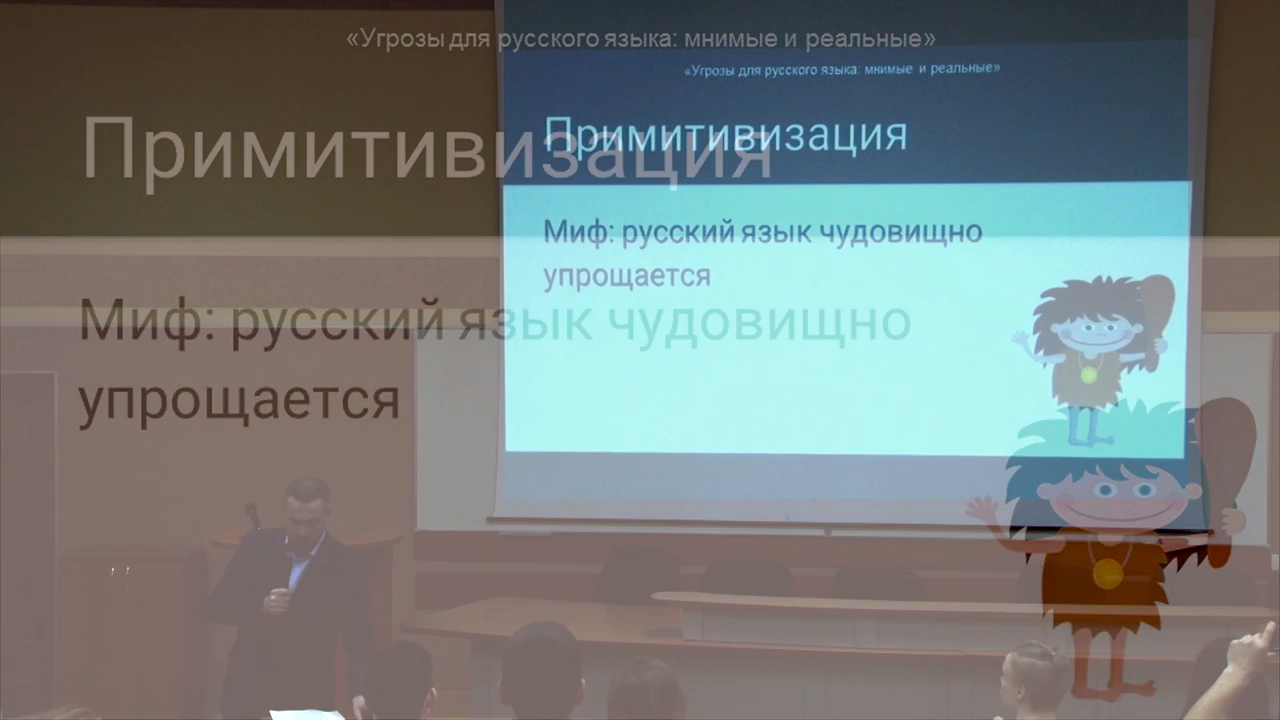 «Угрозы для русского языка: мнимые и реальные»
Примитивизация
Миф: русский язык чудовищно
упрощается
«Угрозы для русского языка: мнимые и реальные»
Примитивизация
Миф: русский язык чудовищно
упрощается